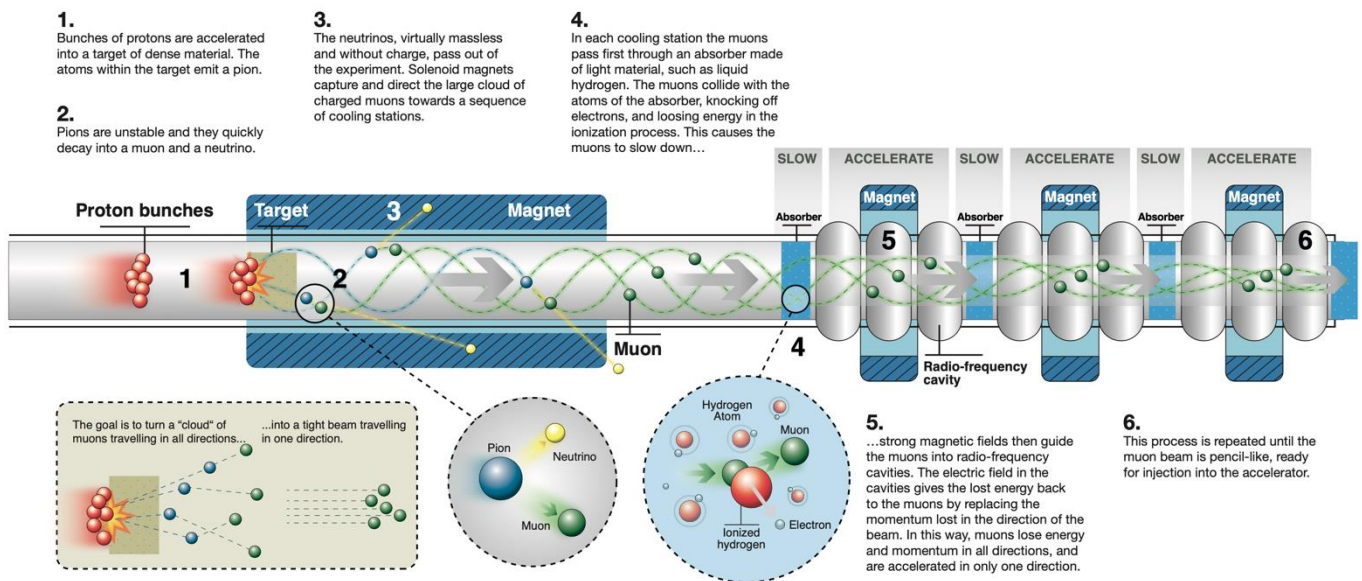 1.
Bunches of protons are accelerated
into a target of dense material. The
atoms within the target emit a pion.
2.
Pions are unstable and they quickly
decay into a muon and a neutrino.
3.
The neutrinos, virtually massless
and without charge, pass out of
the experiment. Solenoid magnets
capture and direct the large cloud of
charged muons towards a sequence
of cooling stations.
4.
In each cooling station the muons
pass first through an absorber made
of light material, such as liquid
hydrogen. The muons collide with the
atoms of the absorber, knocking off
electrons, and loosing energy in the
ionization process. This causes the
muons to slow down…
SLOW ACCELERATE SLOW ACCELERATE SLOW ACCELERATE
Proton bunches
Target
3
Magnet
Absorber
Magnet
Absorber
Magnet
Absorber
Magnet
1
2
5
6
Muon
4
Radio-frequency
cavity
The goal is to turn a "cloud" of
muons travelling in all directions...
...into a tight beam travelling
in one direction.
Pion
Neutrino
Muon
Hydrogen
Atom
Muon
Electron
Ionized
hydrogen
5.
…strong magnetic fields then guide
the muons into radio-frequency
cavities. The electric field in the
cavities gives the lost energy back
to the muons by replacing the
momentum lost in the direction of the
beam. In this way, muons lose energy
and momentum in all directions, and
are accelerated in only one direction.
6.
This process is repeated until the
muon beam is pencil-like, ready
for injection into the accelerator.